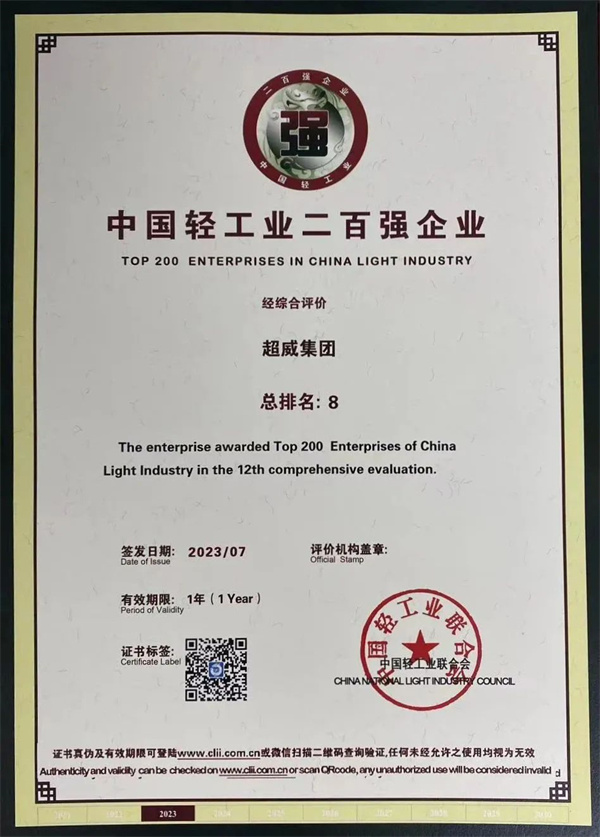 二百强企业
强
中国轻工业
中国轻工业二百强企业
TOP 200 ENTERPRISES IN CHINA LIGHT INDUSTRY
经综合评价
超威集团
总排名: 8
The enterprise awarded Top 200 Enterprises of China
Light Industry in the 12th comprehensive evaluation.
签发日期: 2023/07
Date of Issue
评价机构盖章:
Official Stamp
有效期限: 1年 ( 1 Year )
Period of Validity
证书标签:
Certificate Label
中国轻工业联合会
中国轻工业联合会
CHINA NATIONAL LIGHT INDUSTRY COUNCIL
证书真伪及有效期限可登陆www.clii.com.cn或微信扫描二维码查询验证,任何未经允许之使用均视为无效
Authenticity and validity can be checked on www.clii.com.cn or scan QRcode, any unauthorized use will be considered invalid
2023